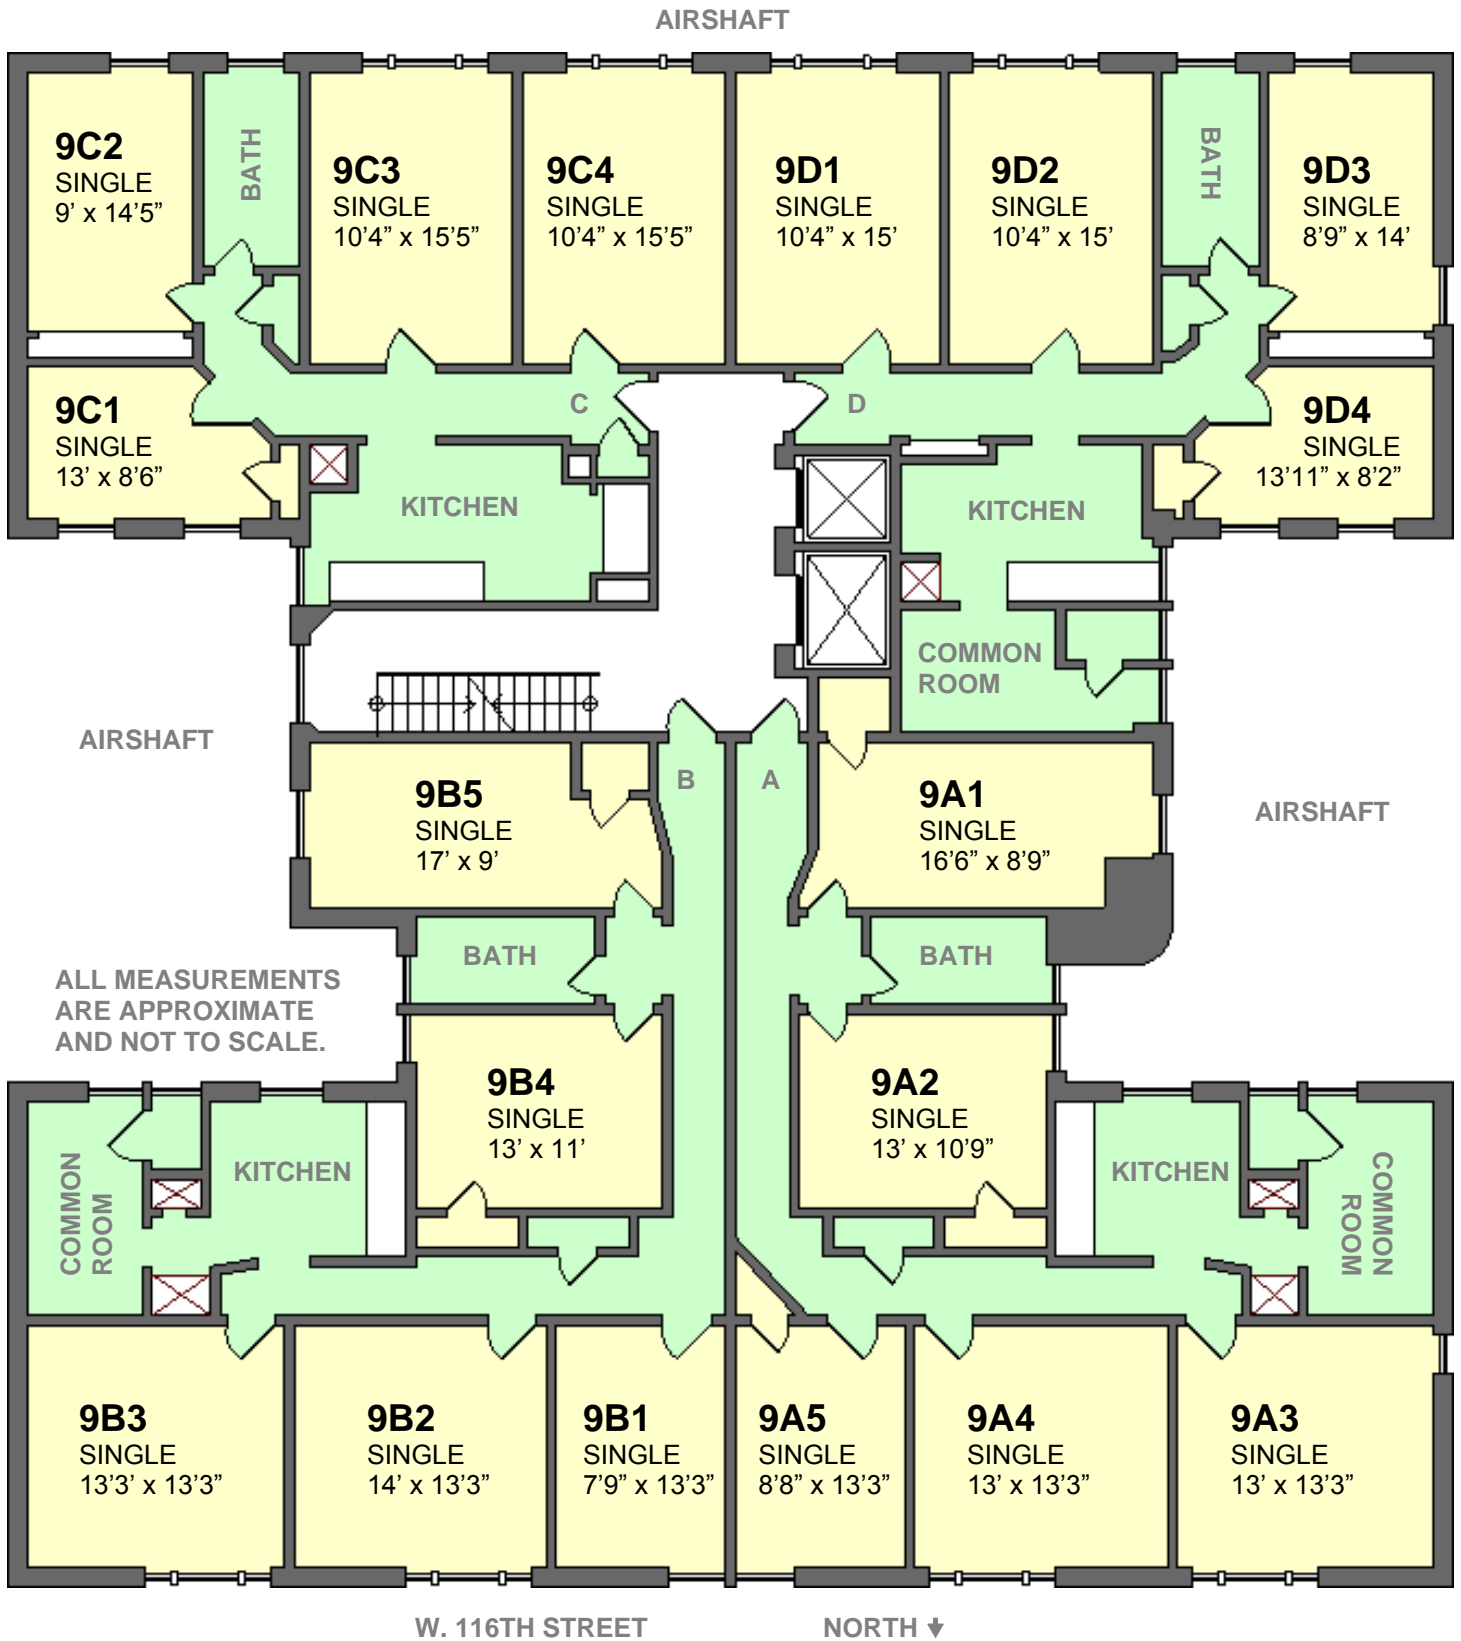 AIRSHAFT
9C2
SINGLE
9’ x 14’5”
BATH
9C3
SINGLE
10’4” x 15’5”
9C4
SINGLE
10’4” x 15’5”
9D1
SINGLE
10’4” x 15’
9D2
SINGLE
10’4” x 15’
BATH
9D3
SINGLE
8’9” x 14’
9C1
SINGLE
13’ x 8’6”
C
D
9D4
SINGLE
13’11” x 8’2”
KITCHEN
KITCHEN
COMMON
ROOM
AIRSHAFT
B
A
9B5
SINGLE
17’ x 9’
9A1
SINGLE
16’6” x 8’9”
AIRSHAFT
BATH
BATH
ALL MEASUREMENTS
ARE APPROXIMATE
AND NOT TO SCALE.
9B4
SINGLE
13’ x 11’
9A2
SINGLE
13’ x 10’9”
COMMON
ROOM
KITCHEN
KITCHEN
COMMON
ROOM
9B3
SINGLE
13’3’ x 13’3”
9B2
SINGLE
14’ x 13’3”
9B1
SINGLE
7’9” x 13’3”
9A5
SINGLE
8’8” x 13’3”
9A4
SINGLE
13’ x 13’3”
9A3
SINGLE
13’ x 13’3”
W. 116TH STREET
NORTH